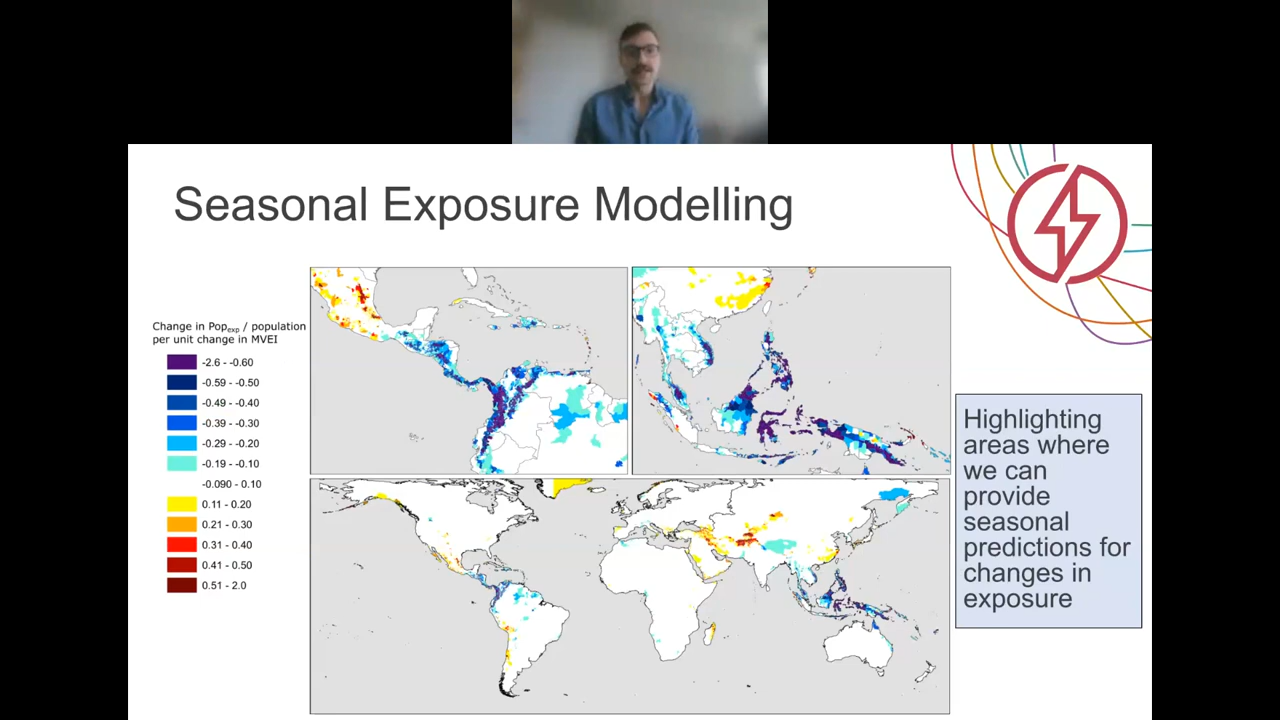 Seasonal Exposure Modelling
Change in Popexp / population
per unit change in MVEI
-2.6 - -0.60
-0.59 - -0.50
-0.49 - -0.40
-0.39 - -0.30
-0.29 - -0.20
-0.19 - -0.10
-0.090 - 0.10
0.11 - 0.20
0.21 - 0.30
0.31 - 0.40
0.41 - 0.50
0.51 - 2.0
Highlighting
areas where
we can
provide
seasonal
predictions for
changes in
exposure